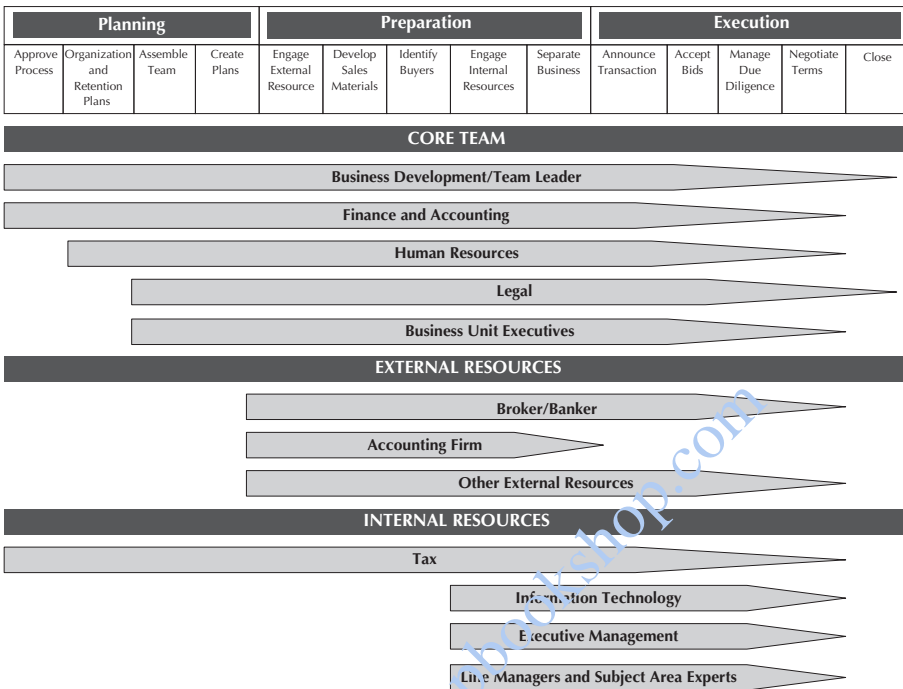 Planning Preparation Execution
Approve Process
Organization and Retention Plans
Assemble Team
Create Plans
Engage External Resource
Develop Sales Materials
Identify Buyers
Engage Internal Resources
Separate Business
Announce Transaction
Accept Bids
Manage Due Diligence
Negotiate Terms
Close
CORE TEAM
Business Development/Team Leader
Finance and Accounting
Human Resources
Legal
Business Unit Executives
EXTERNAL RESOURCES
Broker/Banker
Accounting Firm
Other External Resources
INTERNAL RESOURCES
Tax
Information Technology
Executive Management
Line Managers and Subject Area Experts